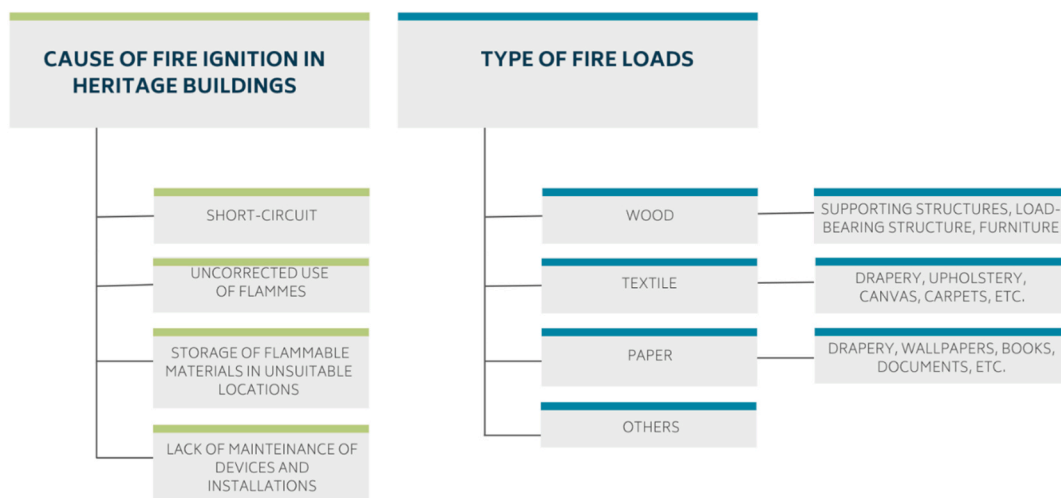 CAUSE OF FIRE IGNITION IN
HERITAGE BUILDINGS
SHORT-CIRCUIT
UNCORRECTED USE
OF FLAMMES
STORAGE OF FLAMMABLE
MATERIALS IN UNSUITABLE
LOCATIONS
LACK OF MAINTEINANCE OF
DEVICES AND
INSTALLATIONS
TYPE OF FIRE LOADS
WOOD
SUPPORTING STRUCTURES, LOAD-
BEARING STRUCTURE, FURNITURE
TEXTILE
DRAPERY, UPHOLSTERY,
CANVAS, CARPETS, ETC.
PAPER
DRAPERY, WALLPAPERS, BOOKS,
DOCUMENTS, ETC.
OTHERS